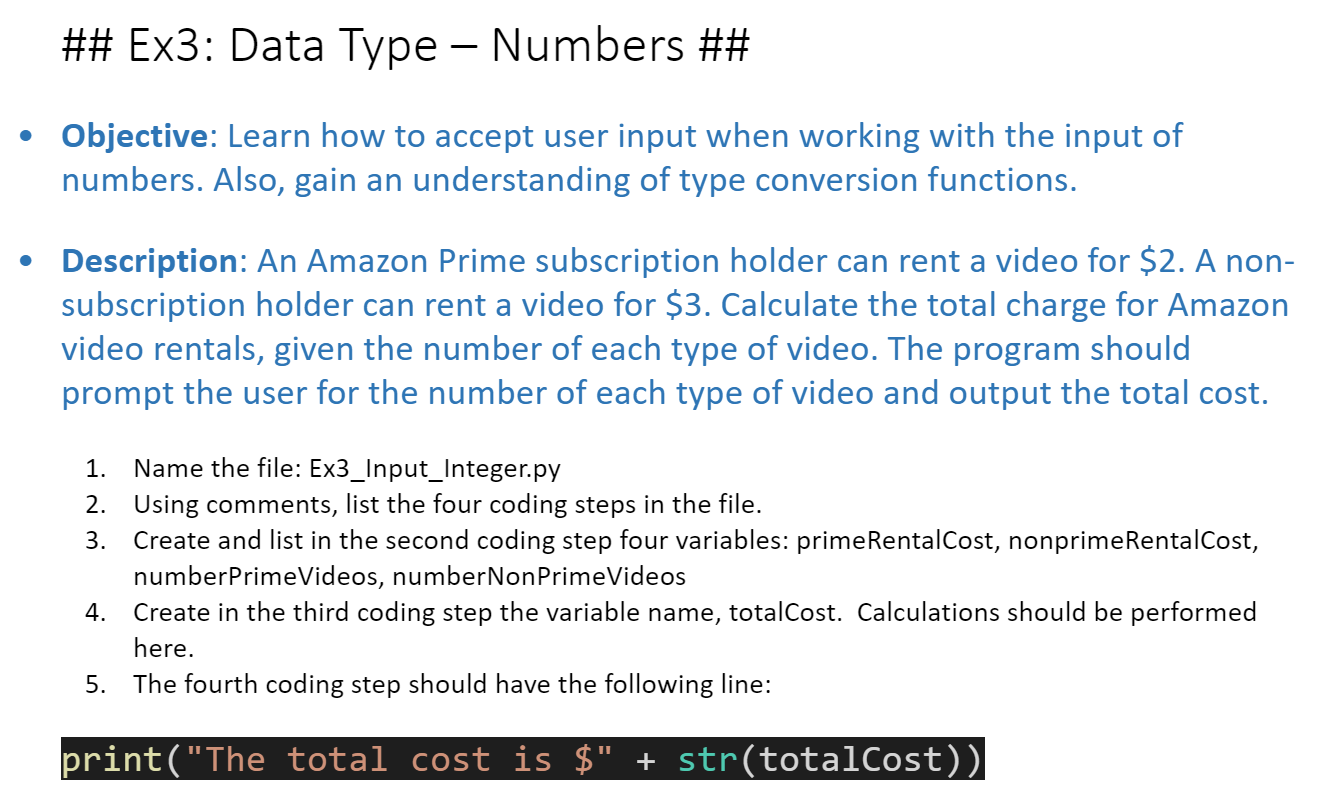 ## Ex3: Data Type – Numbers ##
• Objective: Learn how to accept user input when working with the input of
numbers. Also, gain an understanding of type conversion functions.
• Description: An Amazon Prime subscription holder can rent a video for $2. A non-
subscription holder can rent a video for $3. Calculate the total charge for Amazon
video rentals, given the number of each type of video. The program should
prompt the user for the number of each type of video and output the total cost.
1. Name the file: Ex3_Input_Integer.py
2. Using comments, list the four coding steps in the file.
3. Create and list in the second coding step four variables: primeRentalCost, nonprimeRentalCost,
numberPrimeVideos, numberNonPrimeVideos
4. Create in the third coding step the variable name, totalCost. Calculations should be performed
here.
5. The fourth coding step should have the following line:
print("The total cost is $" + str(totalCost))